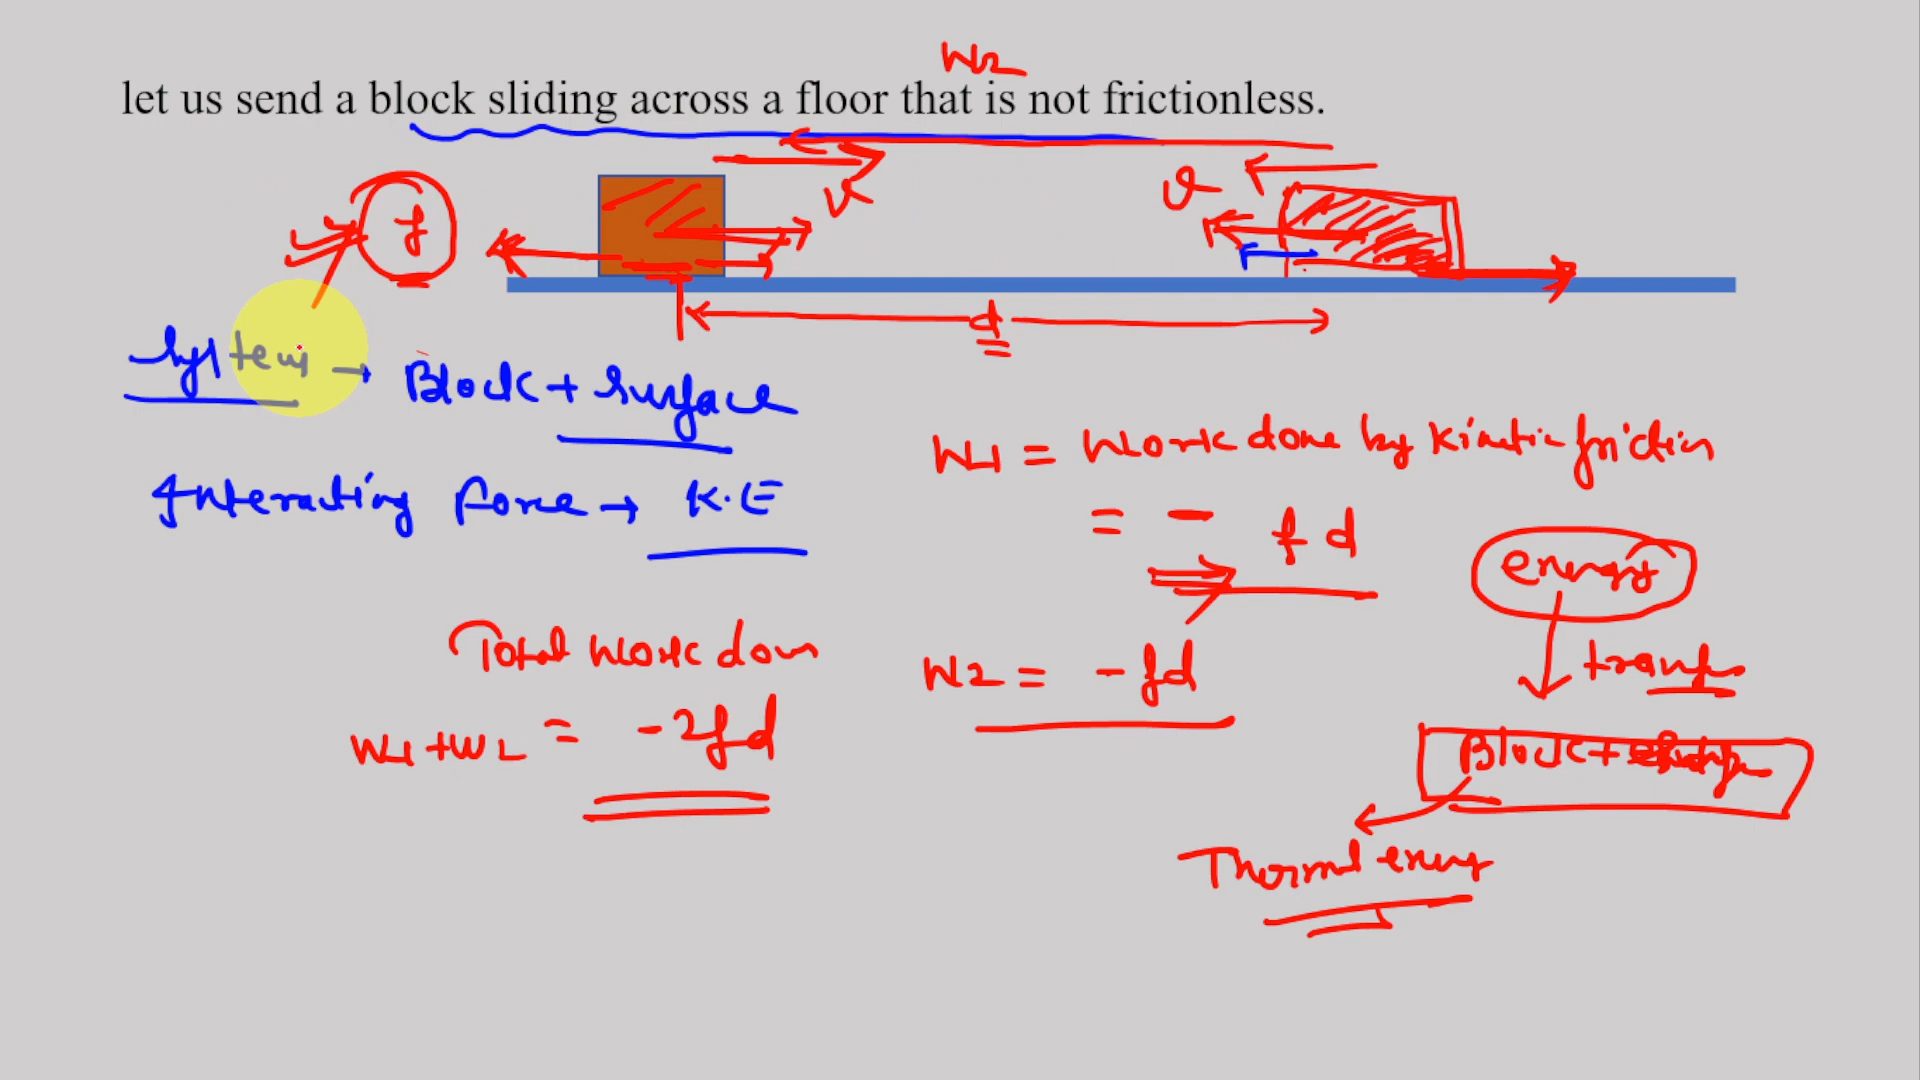 W2
let us send a block sliding across a floor that is not frictionless.
v
v
f
d
System → Block + Surface
W1 = Work done by kinetic friction
Interacting force → K.E
= - fd
energy
Total work done
W2 = - fd
transfer
W1 + W2 = - 2fd
Block +
Thermal energy